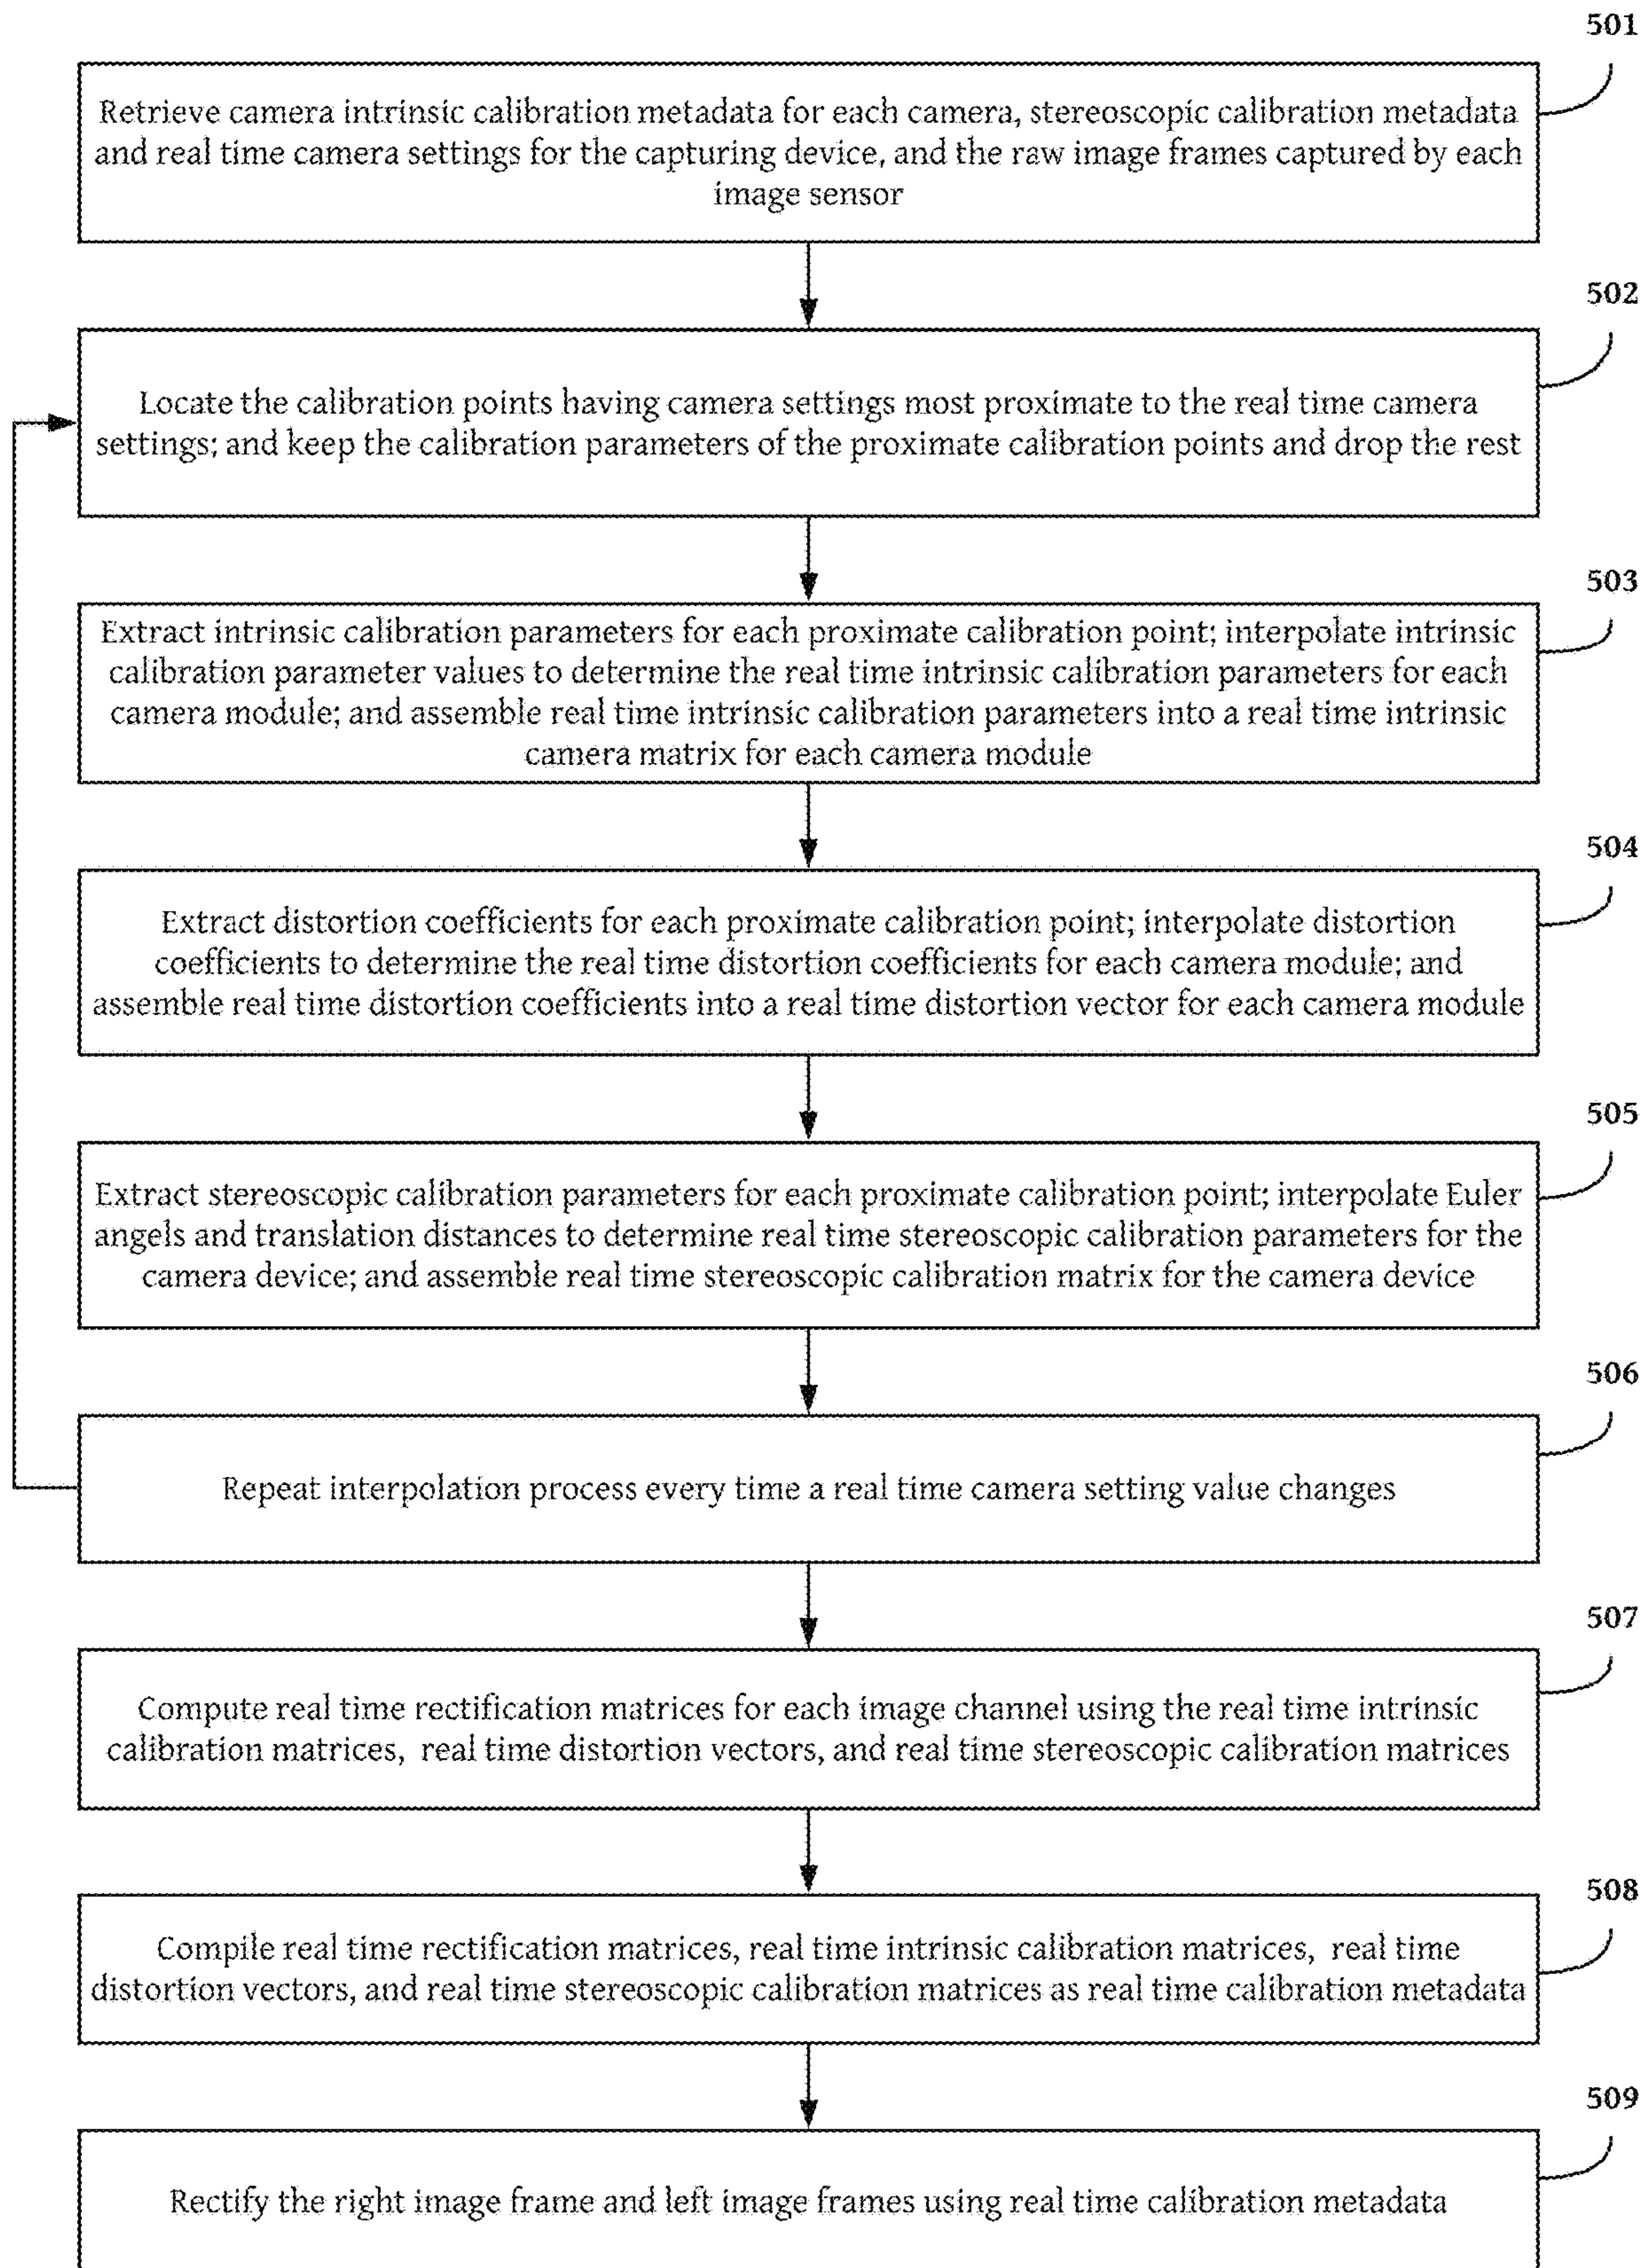 501
Retrieve camera intrinsic calibration metadata for each camera, stereoscopic calibration metadata
and real time camera settings for the capturing device, and the raw image frames captured by each
image sensor
502
Locate the calibration points having camera settings most proximate to the real time camera
settings; and keep the calibration parameters of the proximate calibration points and drop the rest
503
Extract intrinsic calibration parameters for each proximate calibration point; interpolate intrinsic
calibration parameter values to determine the real time intrinsic calibration parameters for each
camera module; and assemble real time intrinsic calibration parameters into a real time intrinsic
camera matrix for each camera module
504
Extract distortion coefficients for each proximate calibration point; interpolate distortion
coefficients to determine the real time distortion coefficients for each camera module; and
assemble real time distortion coefficients into a real time distortion vector for each camera module
505
Extract stereoscopic calibration parameters for each proximate calibration point; interpolate Euler
angels and translation distances to determine real time stereoscopic calibration parameters for the
camera device; and assemble real time stereoscopic calibration matrix for the camera device
506
Repeat interpolation process every time a real time camera setting value changes
507
Compute real time rectification matrices for each image channel using the real time intrinsic
calibration matrices, real time distortion vectors, and real time stereoscopic calibration matrices
508
Compile real time rectification matrices, real time intrinsic calibration matrices, real time
distortion vectors, and real time stereoscopic calibration matrices as real time calibration metadata
509
Rectify the right image frame and left image frames using real time calibration metadata